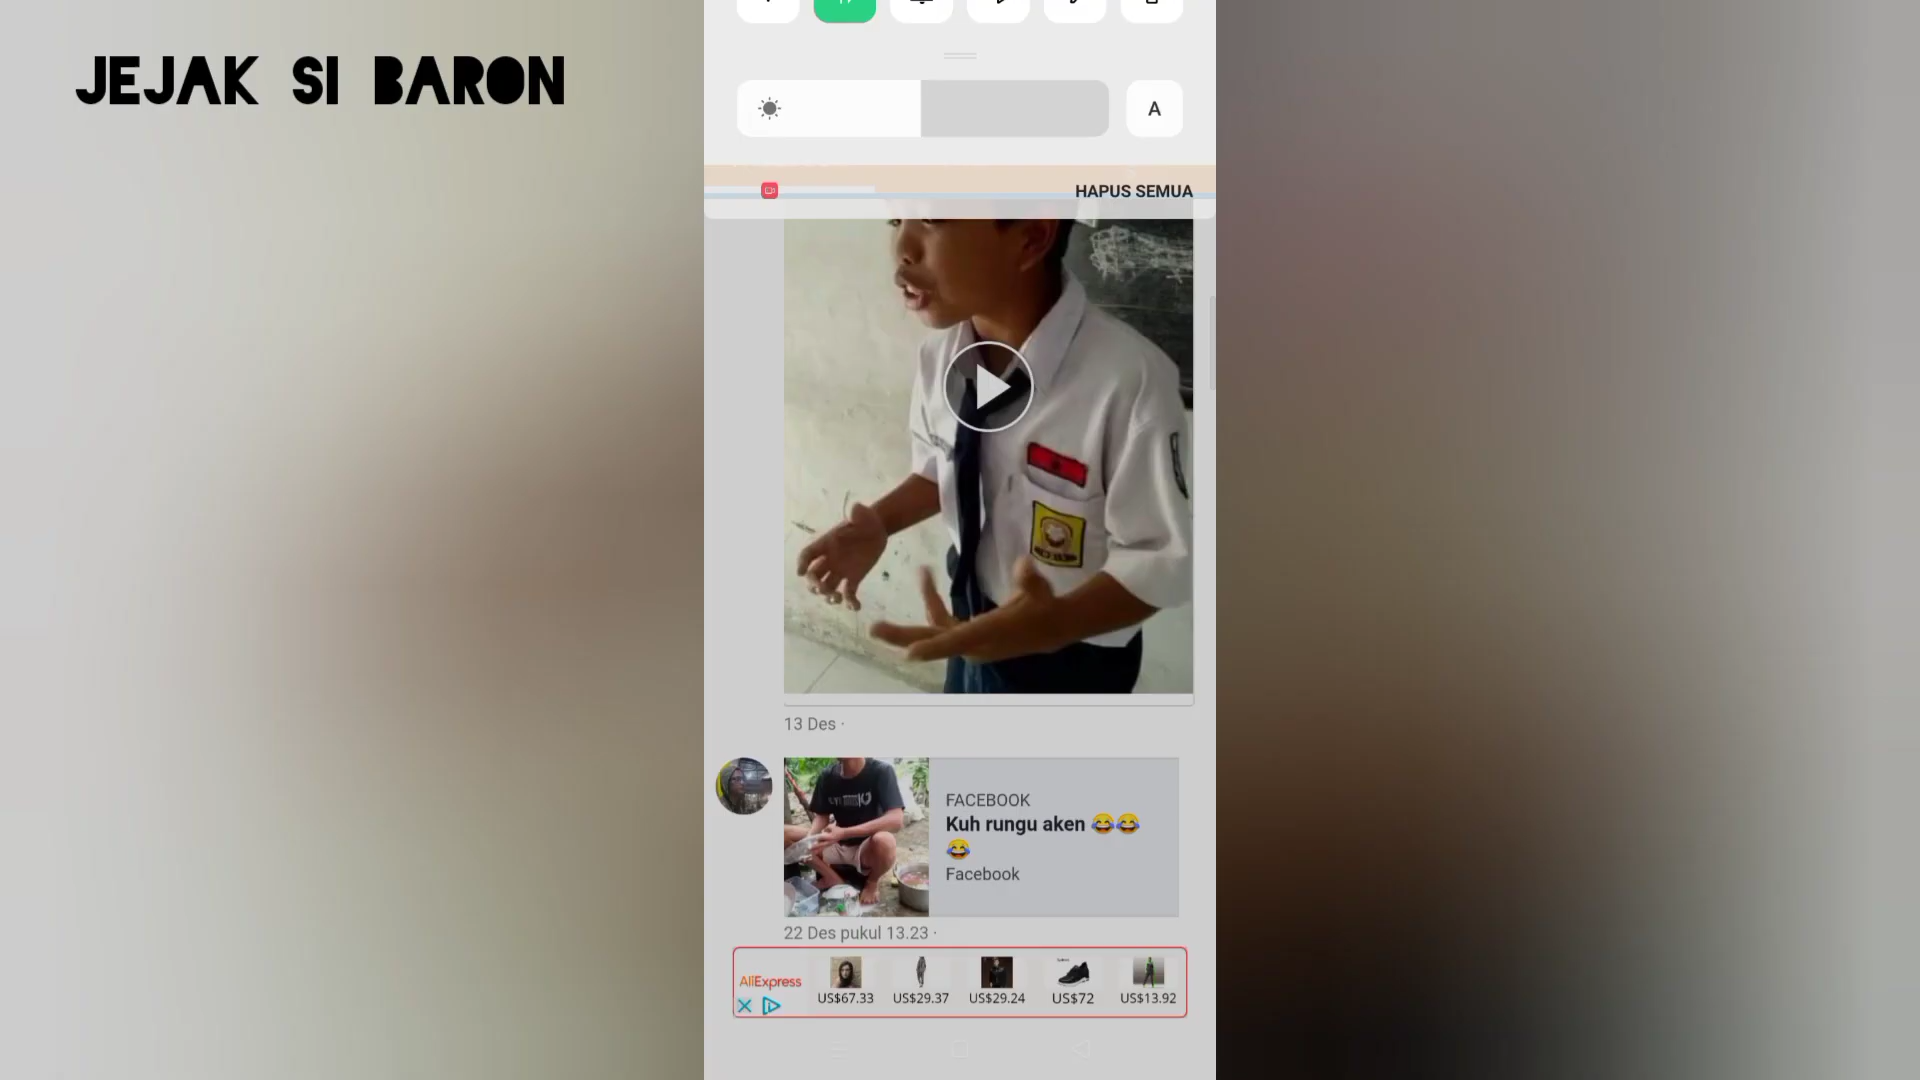 JEJAK SI BARON
A
HAPUS SEMUA
13 Des ·
FACEBOOK
Kuh rungu aken 😂😂
😂
Facebook
22 Des pukul 13.23 ·
AliExpress
US$67.33
US$29.37
US$29.24
US$72
US$13.92